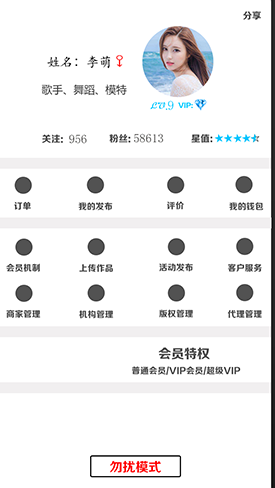 分享
姓名：李萌
歌手、舞蹈、模特
LV.9 VIP:
关注: 956 粉丝: 58613 星值:
订单 我的发布 评价 我的钱包
会员机制 上传作品 活动发布 客户服务
商家管理 机构管理 版权管理 代理管理
会员特权
普通会员/VIP会员/超级VIP
勿扰模式